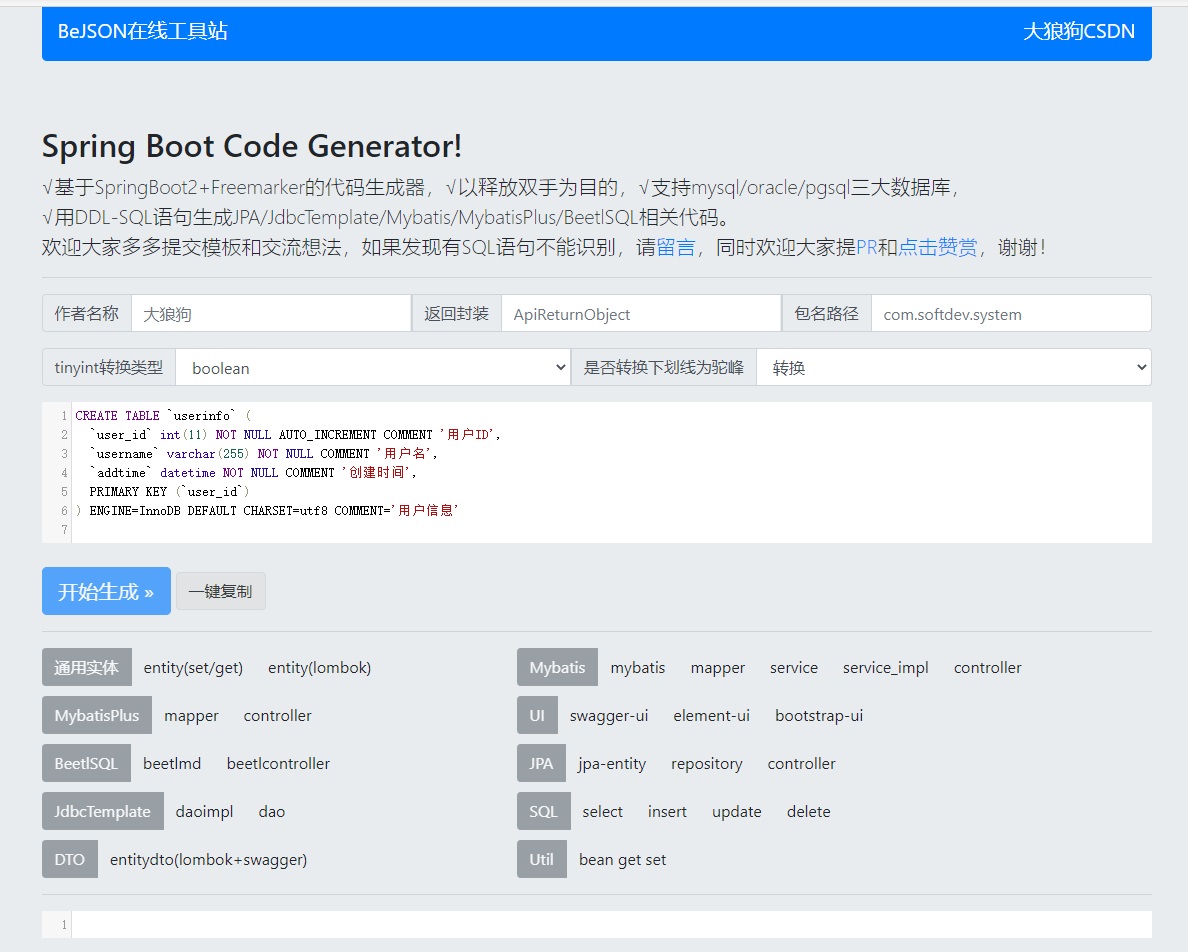 BeJSON在线工具站 大狼狗CSDN
Spring Boot Code Generator!
√基于SpringBoot2+Freemarker的代码生成器，√以释放双手为目的，√支持mysql/oracle/pgsql三大数据库，
√用DDL-SQL语句生成JPA/JdbcTemplate/Mybatis/MybatisPlus/BeetlSQL相关代码。
欢迎大家多多提交模板和交流想法，如果发现有SQL语句不能识别，请留言，同时欢迎大家提PR和点击赞赏，谢谢！
作者名称 大狼狗 返回封装 ApiReturnObject 包名路径 com.softdev.system
tinyint转换类型 boolean 是否转换下划线为驼峰 转换
1 CREATE TABLE `userinfo` (
2 `user_id` int(11) NOT NULL AUTO_INCREMENT COMMENT '用户ID',
3 `username` varchar(255) NOT NULL COMMENT '用户名',
4 `addtime` datetime NOT NULL COMMENT '创建时间',
5 PRIMARY KEY (`user_id`)
6 ) ENGINE=InnoDB DEFAULT CHARSET=utf8 COMMENT='用户信息'
7
开始生成 » 一键复制
通用实体 entity(set/get) entity(lombok) Mybatis mybatis mapper service service_impl controller
MybatisPlus mapper controller UI swagger-ui element-ui bootstrap-ui
BeetlSQL beetlmd beetlcontroller JPA jpa-entity repository controller
JdbcTemplate daoimpl dao SQL select insert update delete
DTO entitydto(lombok+swagger) Util bean get set
1